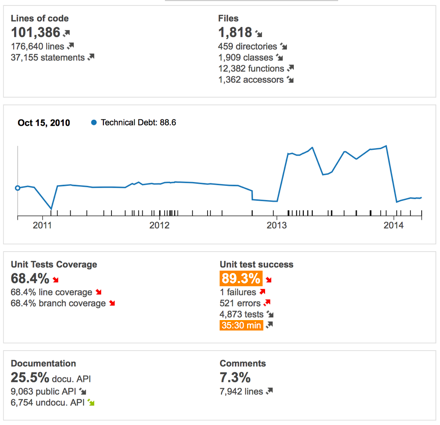 Lines of code
101,386
176,640 lines
37,155 statements
Files
1,818
459 directories
1,909 classes
12,382 functions
1,362 accessors
Oct 15, 2010
Technical Debt: 88.6
2011 2012 2013 2014
Unit Tests Coverage
68.4%
68.4% line coverage
68.4% branch coverage
Unit test success
89.3%
1 failures
521 errors
4,873 tests
35:30 min
Documentation
25.5% docu. API
9,063 public API
6,754 undocu. API
Comments
7.3%
7,942 lines